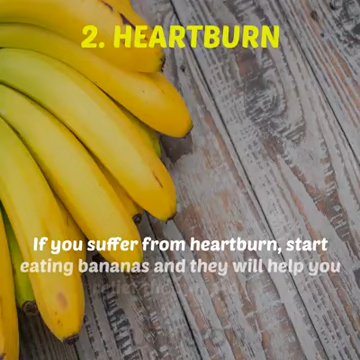 2. HEARTBURN
If you suffer from heartburn, start
eating bananas and they will help you